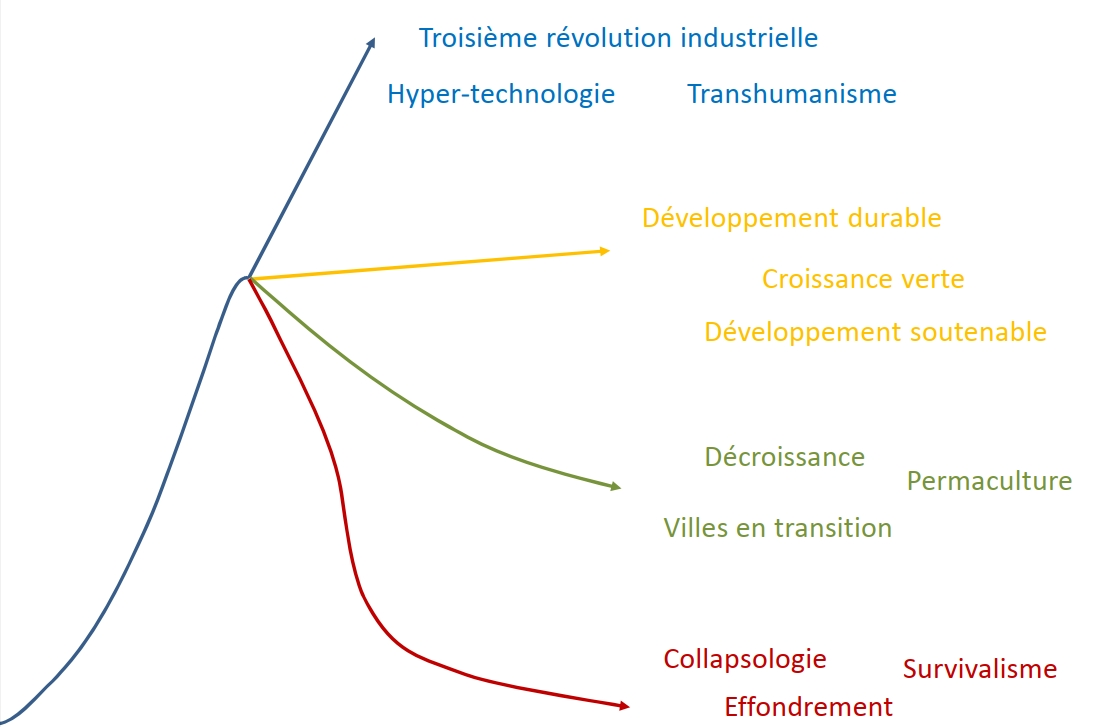 Troisième révolution industrielle
Hyper-technologie Transhumanisme
Développement durable
Croissance verte
Développement soutenable
Décroissance
Permaculture
Villes en transition
Collapsologie
Survivalisme
Effondrement